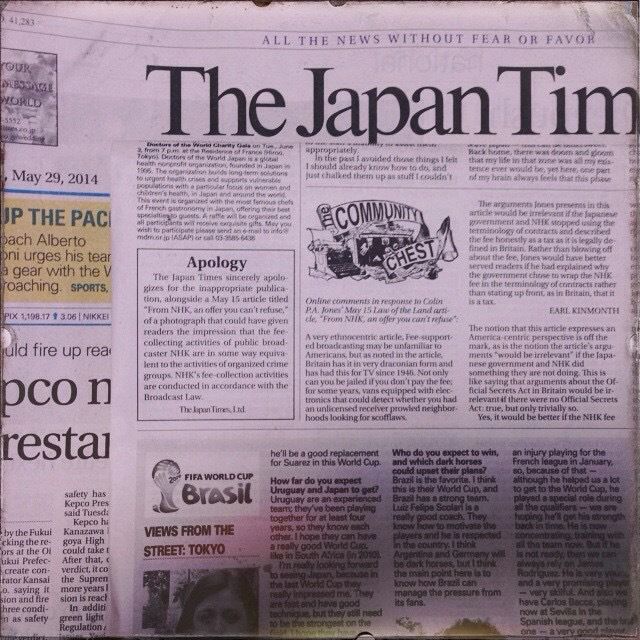 O. 41,283
ALL THE NEWS WITHOUT FEAR OR FAVOR
YOUR
MESSAGE
WORLD
The Japan Tim
, May 29, 2014
UP THE PAC
oach Alberto
oni urges his tear
a gear with the W
roaching. SPORTS,
PIX 1,198.17 3.06 | NIKKEI
uld fire up rea
pco n
restar
safety has
Kepco Pres
said Tuesda
Kepco ha
Kanazawa
goya High
could take t
After that, c
verdict, it co
the Suprem
more years
sion is react
In additi
green light
Regulation
by the Fukui
cking the re-
ors at the Oi
ukui Prefec-
create con-
rator Kansai
o. saying it
sion and fire
three condi-
n as safety
Doctors of the World Charity Gala on Tue., June
3, from 7 p.m. at the Residence of France (Hiroo,
Tokyo). Doctors of the World Japan is a global
health nonprofit organization, founded in Japan in
1995. The organization builds long-term solutions
to urgent health crises and supports vulnerable
populations with a particular focus on women and
children's health, in Japan and around the world.
This event is organized with the most famous chefs
of French gastronomy in Japan, offering their best
specialties to guests. A raffle will be organized and
all participants will receive exquisite gifts. May you
wish to participate please send an e-mail to info@
mdm.or.jp (ASAP) or call 03-3585-6436
Apology
The Japan Times sincerely apolo-
gizes for the inappropriate publica-
tion, alongside a May 15 article titled
"From NHK, an offer you can't refuse,"
of a photograph that could have given
readers the impression that the fee-
collecting activities of public broad-
caster NHK are in some way equiva-
lent to the activities of organized crime
groups. NHK's fee-collection activities
are conducted in accordance with the
Broadcast Law.
The Japan Times, Ltd.
appropriately.
In the past I avoided those things I felt
I should already know how to do, and
just chalked them up as stuff I couldn't
THE COMMUNITY CHEST
Online comments in response to Colin
P.A. Jones' May 15 Law of the Land arti-
cle, "From NHK, an offer you can't refuse":
A very ethnocentric article. Fee-support-
ed broadcasting may be unfamiliar to
Americans, but as noted in the article,
Britain has it in very draconian form and
has had this for TV since 1946. Not only
can you be jailed if you don't pay the fee;
for some years, vans equipped with elec-
tronics that could detect whether you had
an unlicensed receiver prowled neighbor-
hoods looking for scofflaws.
Back home, there was doom and gloom
that my life in that zone was all my exis-
tence ever would be, yet here, one part
of my brain always feels that this phase
The arguments Jones presents in this
article would be irrelevant if the Japanese
government and NHK stopped using the
terminology of contracts and described
the fee honestly as a tax as it is legally de-
fined in Britain. Rather than blowing off
about the fee, Jones would have better
served readers if he had explained why
the government chose to wrap the NHK
fee in the terminology of contracts rather
than stating up front, as in Britain, that it
is a tax.
EARL KINMONTH
The notion that this article expresses an
America-centric perspective is off the
mark, as is the notion the article's argu-
ments "would be irrelevant" if the Japa-
nese government and NHK did
something they are not doing. This is
like saying that arguments about the Of-
ficial Secrets Act in Britain would be ir-
relevant if there were no Official Secrets
Act: true, but only trivially so.
Yes, it would be better if the NHK fee
FIFA WORLD CUP
Brasil
VIEWS FROM THE
STREET: TOKYO
he'll be a good replacement
for Suarez in this World Cup.
How far do you expect
Uruguay and Japan to get?
Uruguay are an experienced
team; they've been playing
together for at least four
years, so they know each
other. I hope they can have
a really good World Cup,
like in South Africa (in 2010).
I'm looking forward to
seeing Japan, because in
the last World Cup they
really impressed me. They
are fast and have good
technique, but they still need
to be the strongest on the
Who do you expect to win,
and which dark horses
could upset their plans?
Brazil is the favorite. I think
this is their World Cup, and
Brazil has a strong team.
Luiz Felipe Scolari is a
really good coach. They
know how to motivate the
players and he is respected
in the country. I think
Argentina and Germany will
be dark horses, but I think
the main point here is to
know how Brazil can
manage the pressure from
its fans.
an injury playing for the
French league in January,
so, because of that —
although he helped us a lot
to get to the World Cup, he
played a special role during
all the qualifiers — we are
hoping he'll get his strength
back in time. He is now
recovering, training with
all the team now. But if he
is not ready, then we can
always rely on James
Rodriguez. He is very young
and a very promising player
— very skilful. And also we
have Carlos Bacca, playing
now at Sevilla in the
Spanish league, and the
one — a very good